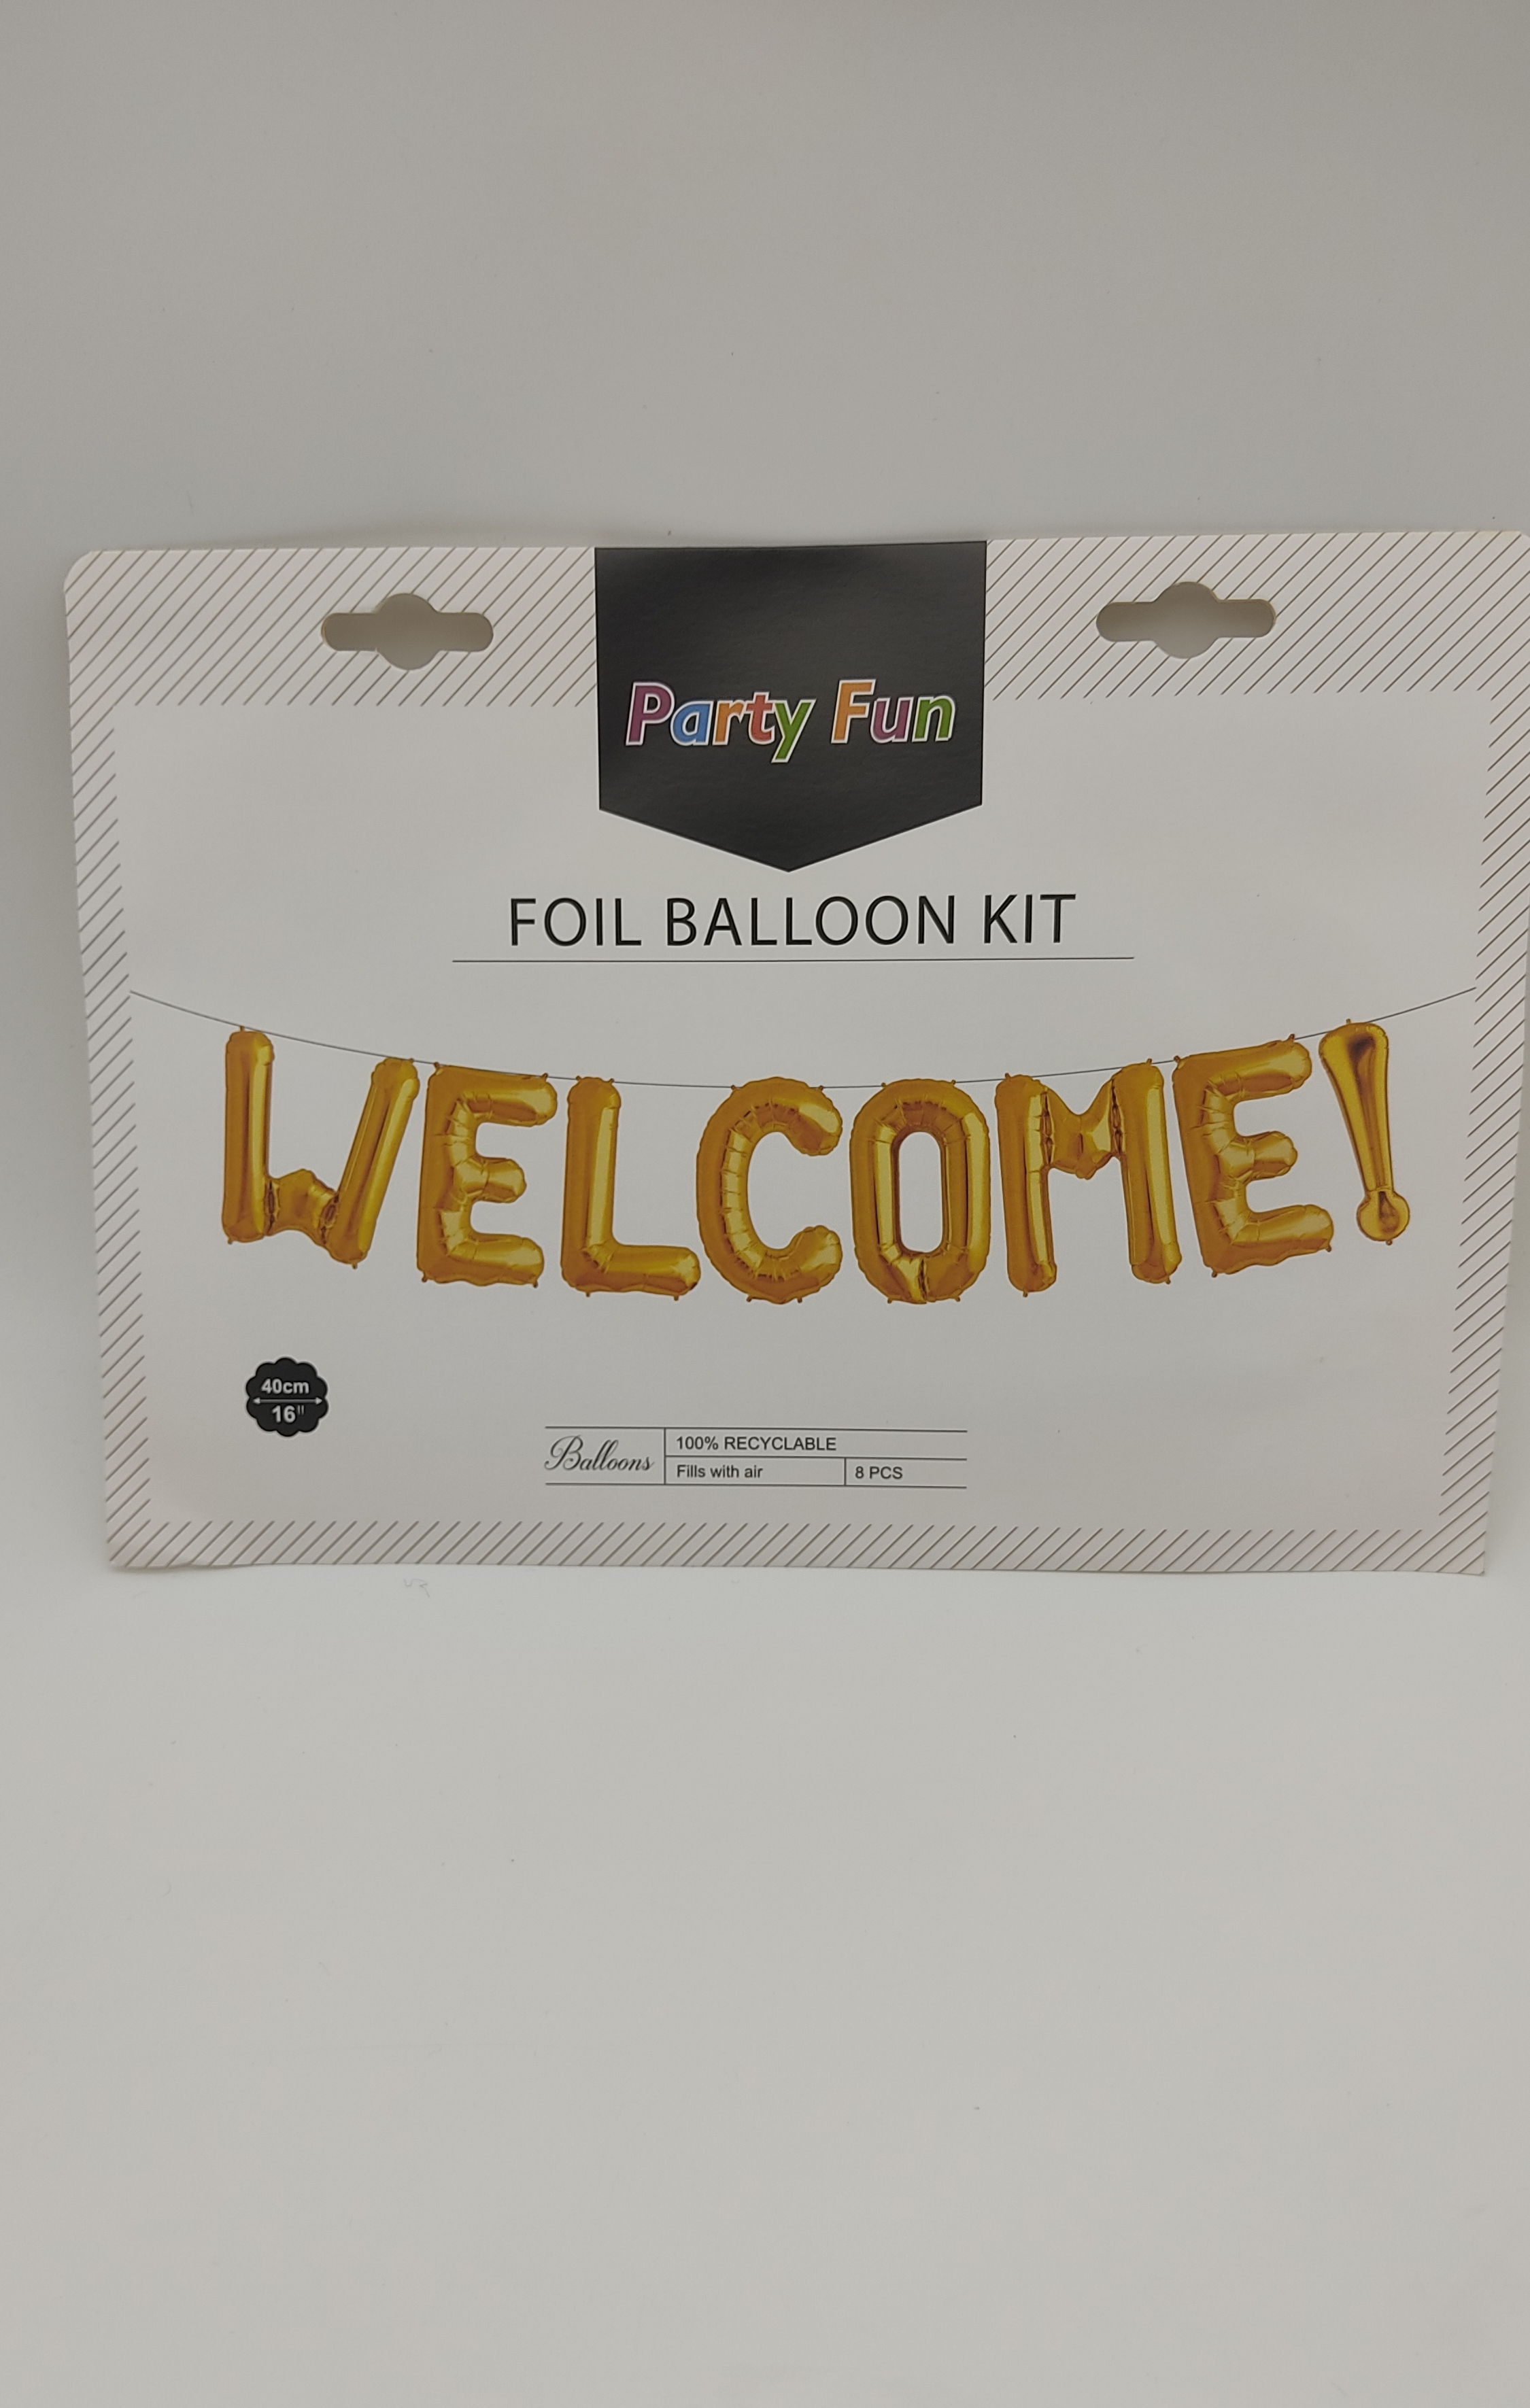 Party Fun
FOIL BALLOON KIT
WELCOME!
40cm
16"
Balloons
100% RECYCLABLE
Fills with air
8 PCS